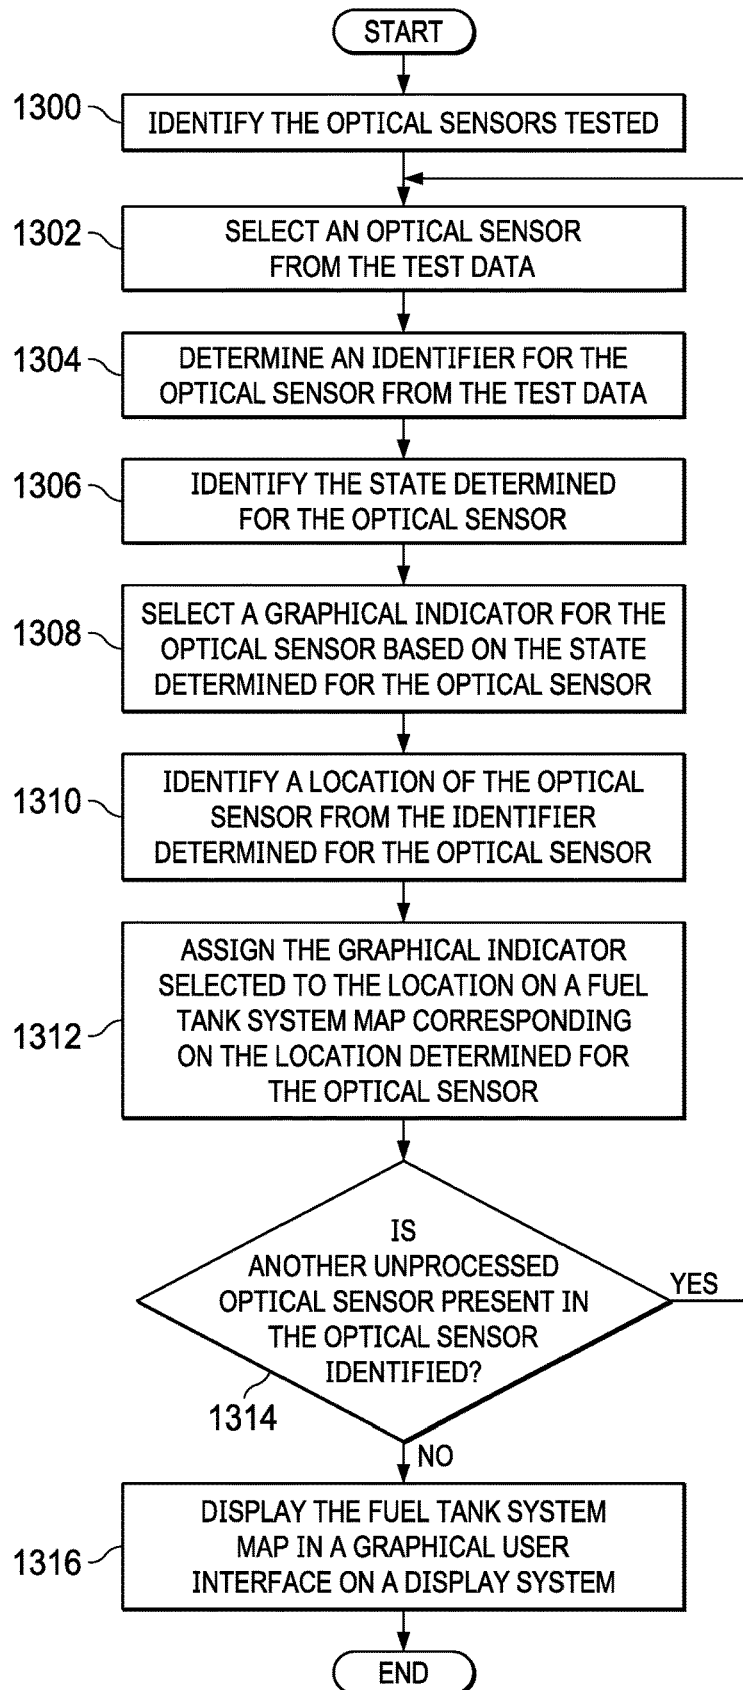 START
1300
IDENTIFY THE OPTICAL SENSORS TESTED
1302
SELECT AN OPTICAL SENSOR
FROM THE TEST DATA
1304
DETERMINE AN IDENTIFIER FOR THE
OPTICAL SENSOR FROM THE TEST DATA
1306
IDENTIFY THE STATE DETERMINED
FOR THE OPTICAL SENSOR
1308
SELECT A GRAPHICAL INDICATOR FOR THE
OPTICAL SENSOR BASED ON THE STATE
DETERMINED FOR THE OPTICAL SENSOR
1310
IDENTIFY A LOCATION OF THE OPTICAL
SENSOR FROM THE IDENTIFIER
DETERMINED FOR THE OPTICAL SENSOR
1312
ASSIGN THE GRAPHICAL INDICATOR
SELECTED TO THE LOCATION ON A FUEL
TANK SYSTEM MAP CORRESPONDING
ON THE LOCATION DETERMINED FOR
THE OPTICAL SENSOR
IS
ANOTHER UNPROCESSED
OPTICAL SENSOR PRESENT IN
THE OPTICAL SENSOR
IDENTIFIED?
YES
1314
NO
1316
DISPLAY THE FUEL TANK SYSTEM
MAP IN A GRAPHICAL USER
INTERFACE ON A DISPLAY SYSTEM
END